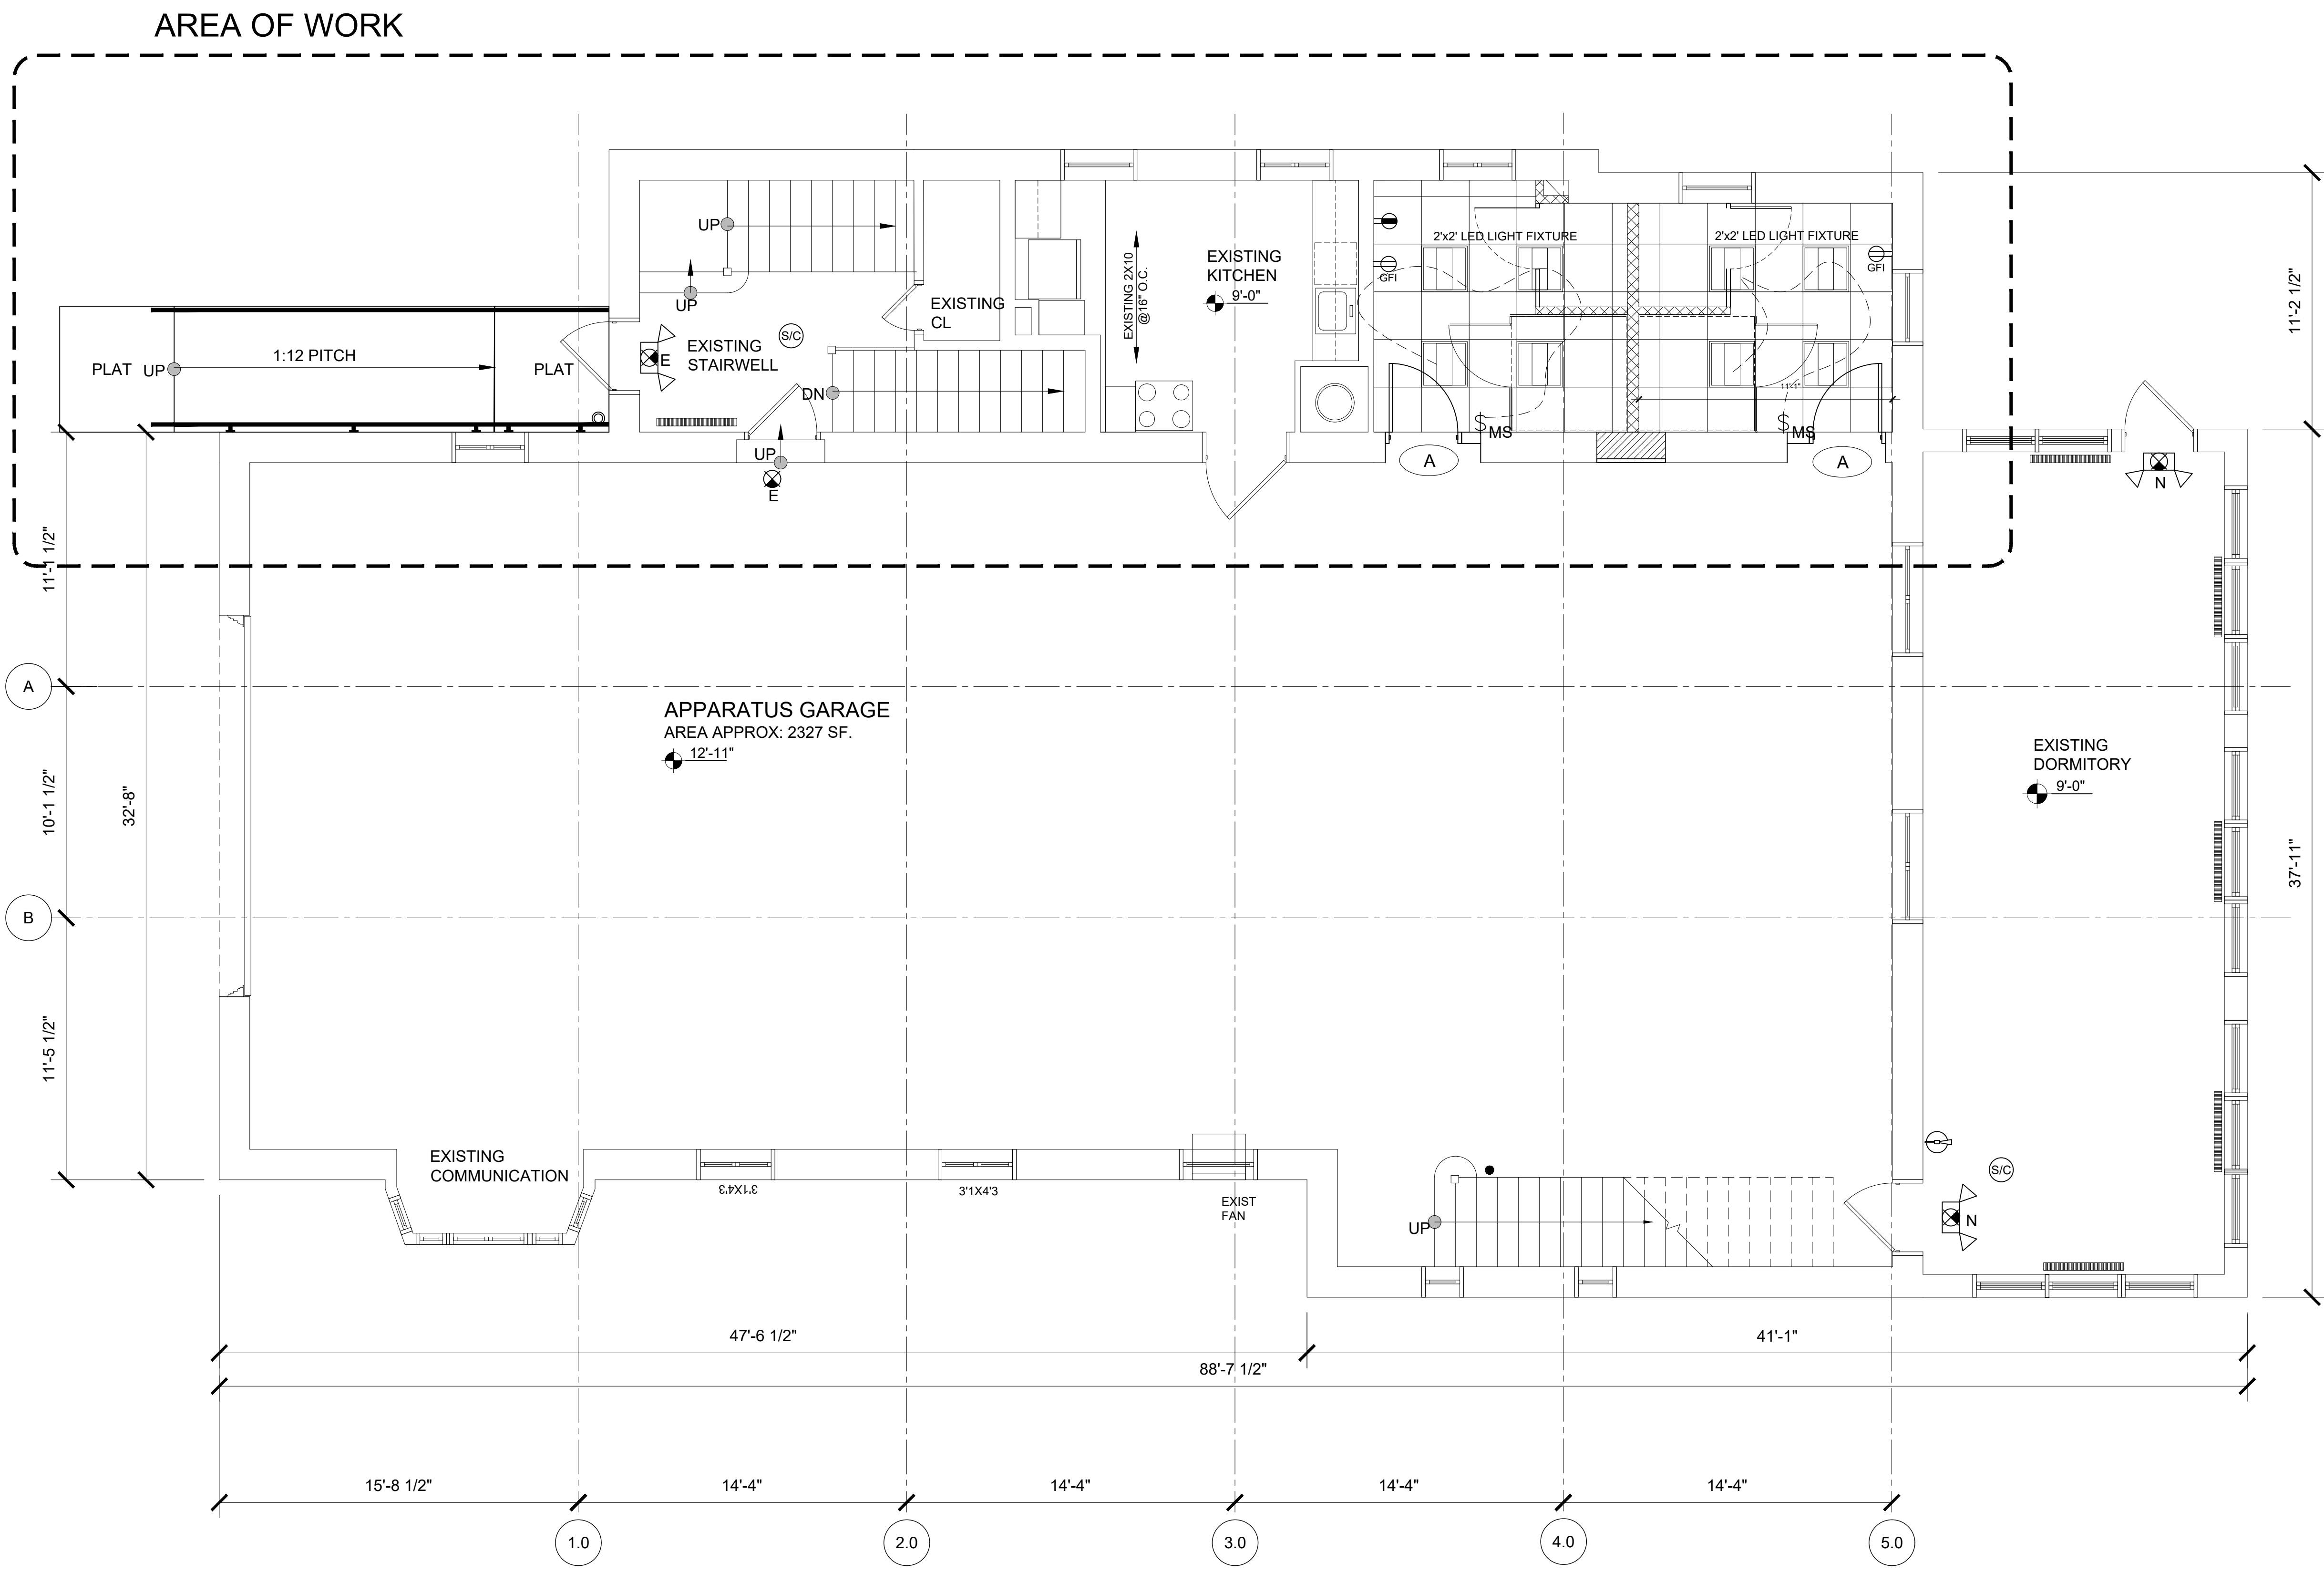 AREA OF WORK
UP
UP
EXISTING
CL
EXISTING 2X10
@16" O.C.
EXISTING
KITCHEN
9'-0"
2'x2' LED LIGHT FIXTURE
2'x2' LED LIGHT FIXTURE
GFI
GFI
11'-2 1/2"
PLAT
UP
1:12 PITCH
PLAT
E
EXISTING
STAIRWELL
S/C
DN
11'-1"
S
MS
S
MS
UP
E
A
A
N
11'-1 1/2"
A
APPARATUS GARAGE
AREA APPROX: 2327 SF.
12'-11"
EXISTING
DORMITORY
9'-0"
10'-1 1/2"
32'-8"
37'-11"
B
11'-5 1/2"
EXISTING
COMMUNICATION
3'1X4'3
3'1X4'3
EXIST
FAN
UP
S/C
N
47'-6 1/2"
41'-1"
88'-7 1/2"
15'-8 1/2"
14'-4"
14'-4"
14'-4"
14'-4"
1.0
2.0
3.0
4.0
5.0